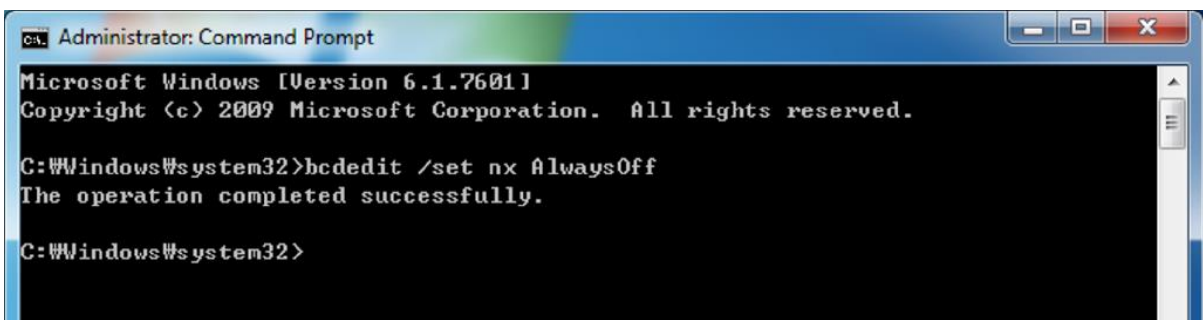 Administrator: Command Prompt
Microsoft Windows [Version 6.1.7601]
Copyright (c) 2009 Microsoft Corporation.  All rights reserved.
C:₩Windows₩system32>bcdedit /set nx AlwaysOff
The operation completed successfully.
C:₩Windows₩system32>